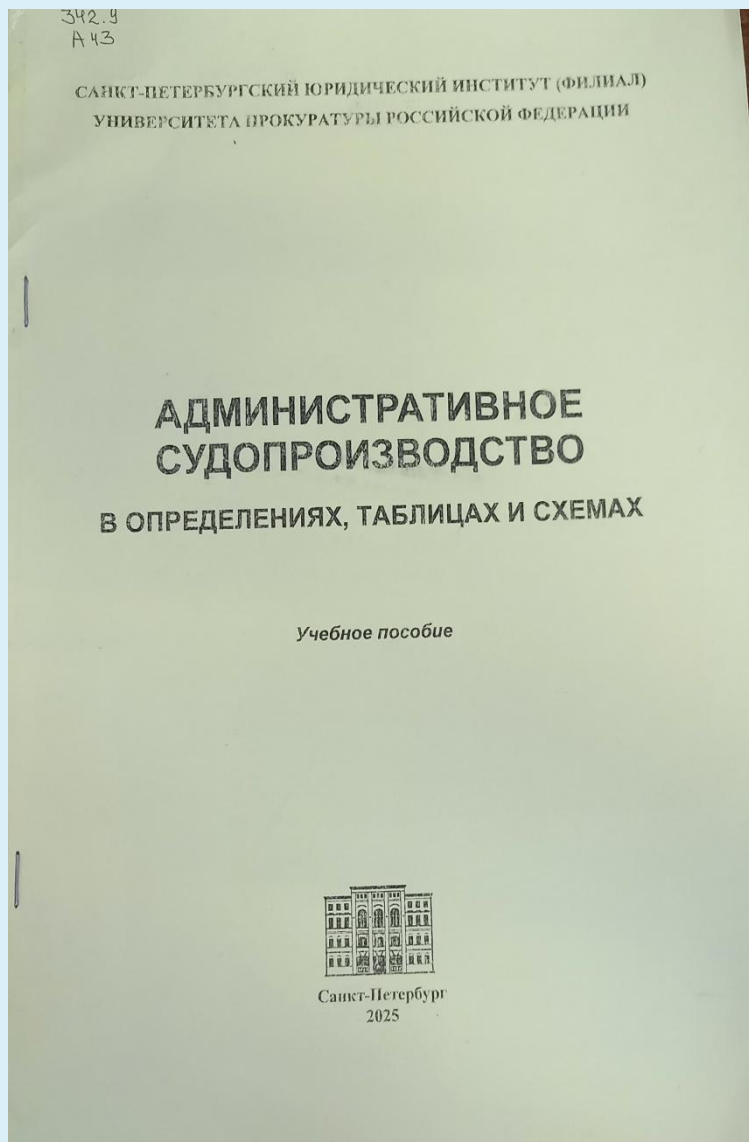 342.9
А43
САНКТ-ПЕТЕРБУРГСКИЙ ЮРИДИЧЕСКИЙ ИНСТИТУТ (ФИЛИАЛ)
УНИВЕРСИТЕТА ПРОКУРАТУРЫ РОССИЙСКОЙ ФЕДЕРАЦИИ
АДМИНИСТРАТИВНОЕ
СУДОПРОИЗВОДСТВО
В ОПРЕДЕЛЕНИЯХ, ТАБЛИЦАХ И СХЕМАХ
Учебное пособие
Санкт-Петербург
2025